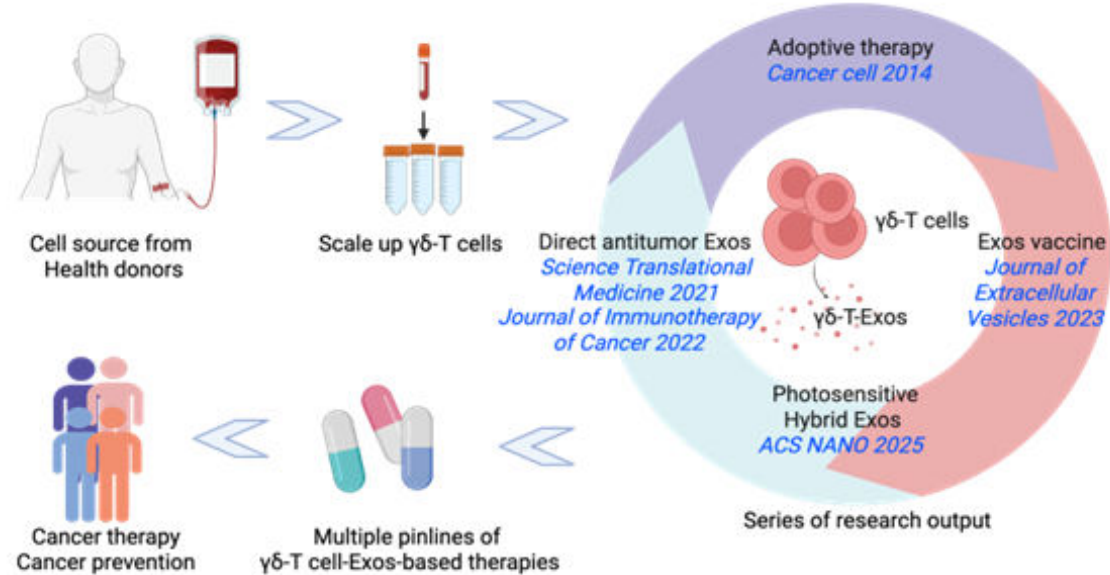 Cell source from
Health donors
Scale up γδ-T cells
Adoptive therapy
Cancer cell 2014
γδ-T cells
γδ-T-Exos
Direct antitumor Exos
Science Translational
Medicine 2021
Journal of Immunotherapy
of Cancer 2022
Exos vaccine
Journal of
Extracellular
Vesicles 2023
Photosensitive
Hybrid Exos
ACS NANO 2025
Series of research output
Multiple pinlines of
γδ-T cell-Exos-based therapies
Cancer therapy
Cancer prevention